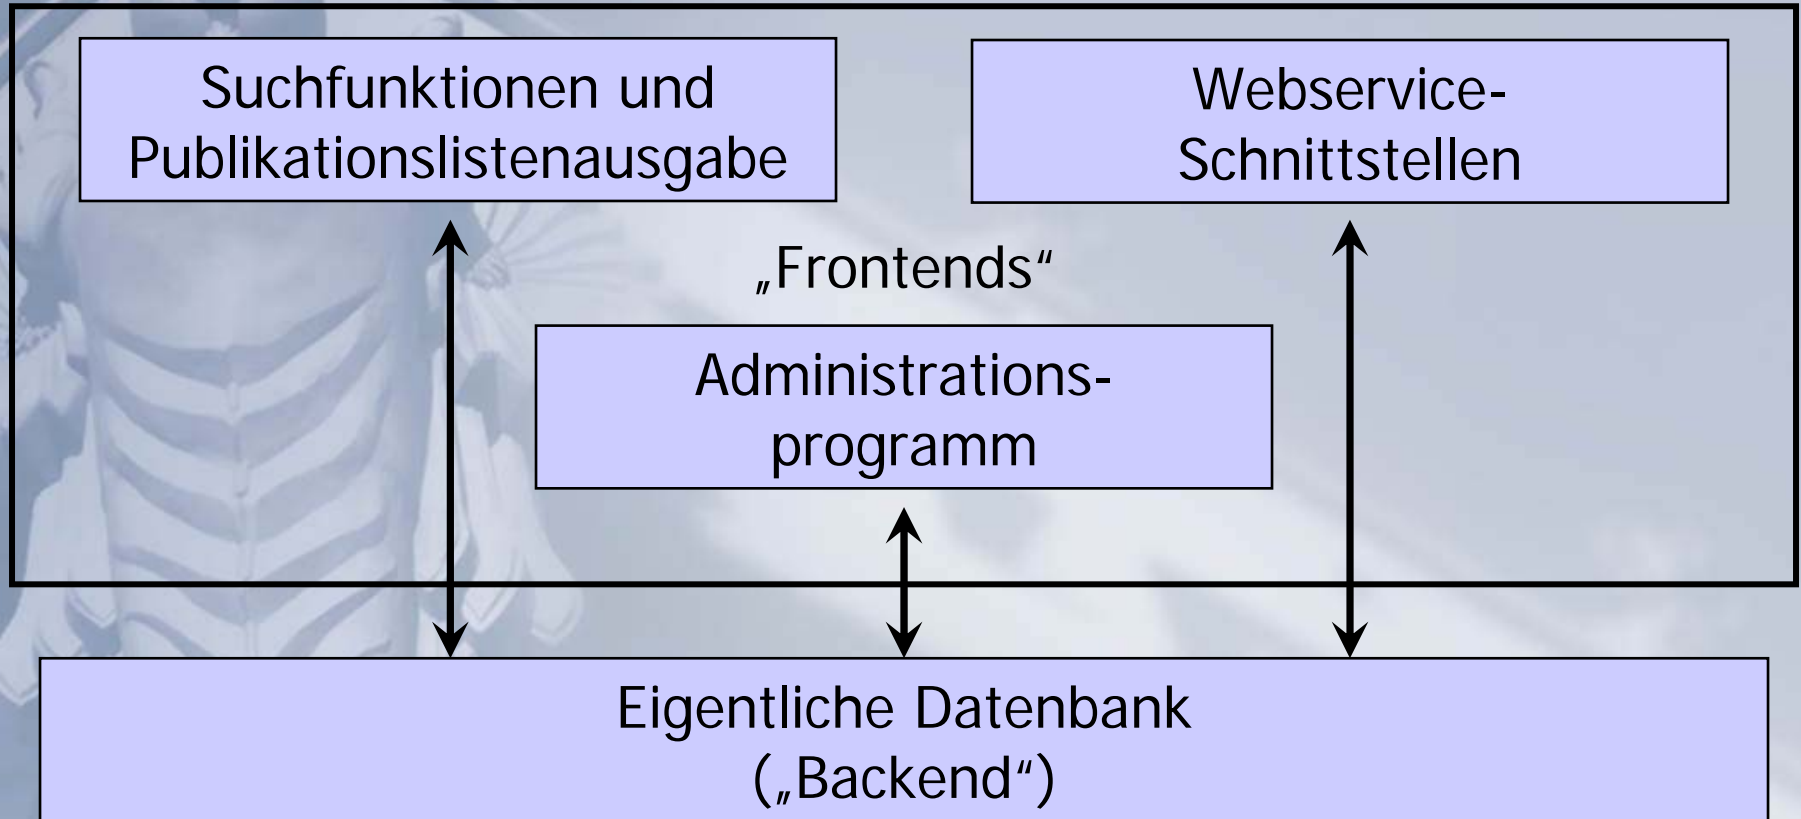 Suchfunktionen und
Publikationslistenausgabe
Webservice-
Schnittstellen
„Frontends“
Administrations-
programm
Eigentliche Datenbank
(„Backend“)